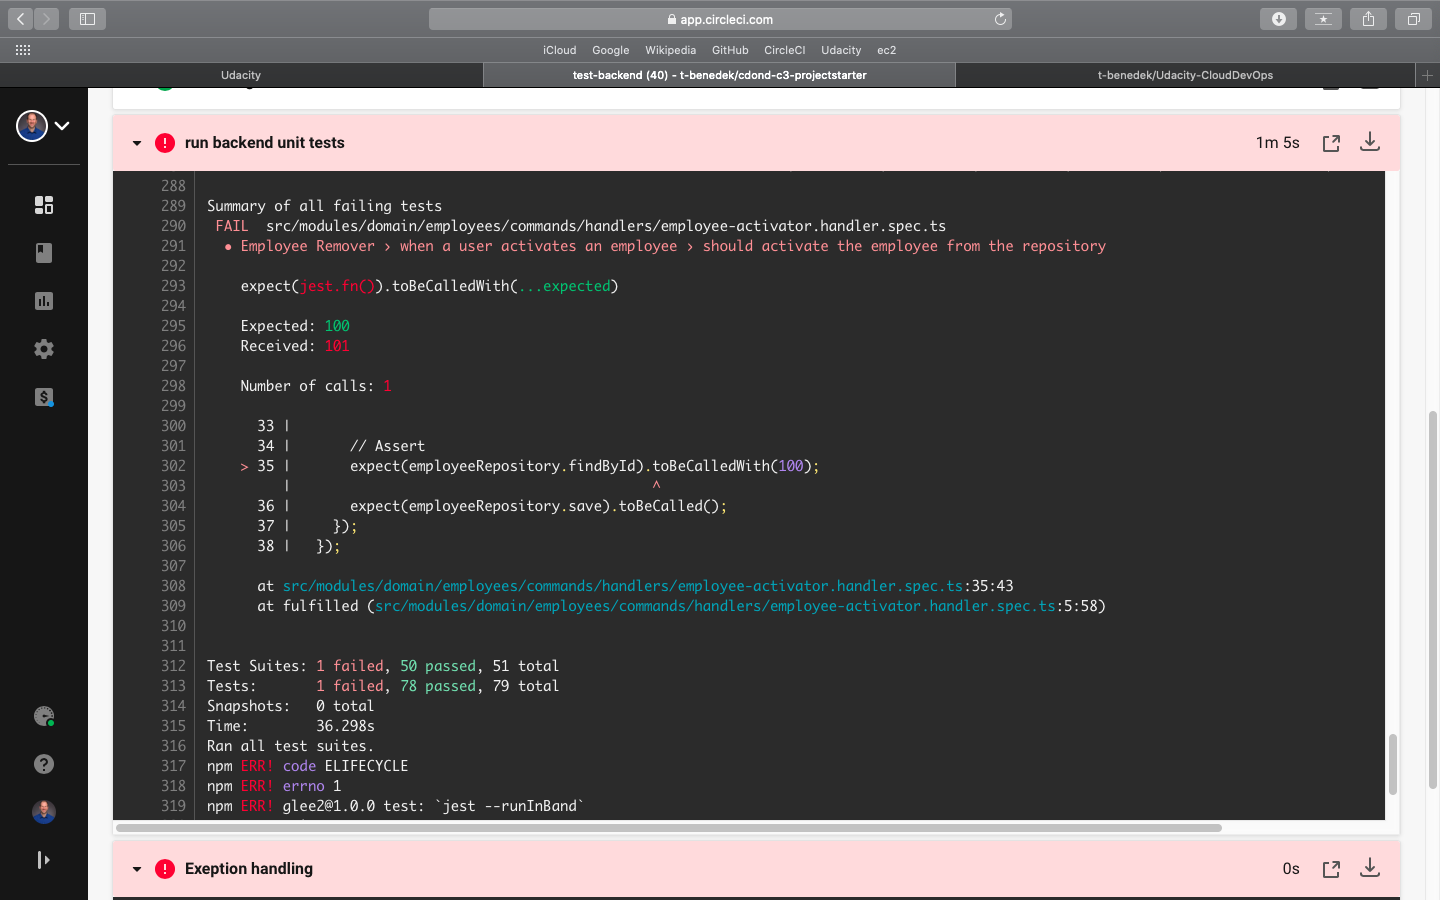 app.circleci.com
iCloud Google Wikipedia GitHub CircleCI Udacity ec2
Udacity
test-backend (40) - t-benedek/cdond-c3-projectstarter
t-benedek/Udacity-CloudDevOps
run backend unit tests
1m 5s
288
289 Summary of all failing tests
290 FAIL src/modules/domain/employees/commands/handlers/employee-activator.handler.spec.ts
291 ● Employee Remover › when a user activates an employee › should activate the employee from the repository
292
293 expect(jest.fn()).toBeCalledWith(...expected)
294
295 Expected: 100
296 Received: 101
297
298 Number of calls: 1
299
300 33 |
301 34 | // Assert
302 > 35 | expect(employeeRepository.findById).toBeCalledWith(100);
303 | ^
304 36 | expect(employeeRepository.save).toBeCalled();
305 37 | });
306 38 | });
307
308 at src/modules/domain/employees/commands/handlers/employee-activator.handler.spec.ts:35:43
309 at fulfilled (src/modules/domain/employees/commands/handlers/employee-activator.handler.spec.ts:5:58)
310
311
312 Test Suites: 1 failed, 50 passed, 51 total
313 Tests: 1 failed, 78 passed, 79 total
314 Snapshots: 0 total
315 Time: 36.298s
316 Ran all test suites.
317 npm ERR! code ELIFECYCLE
318 npm ERR! errno 1
319 npm ERR! glee2@1.0.0 test: `jest --runInBand`
Exeption handling
0s